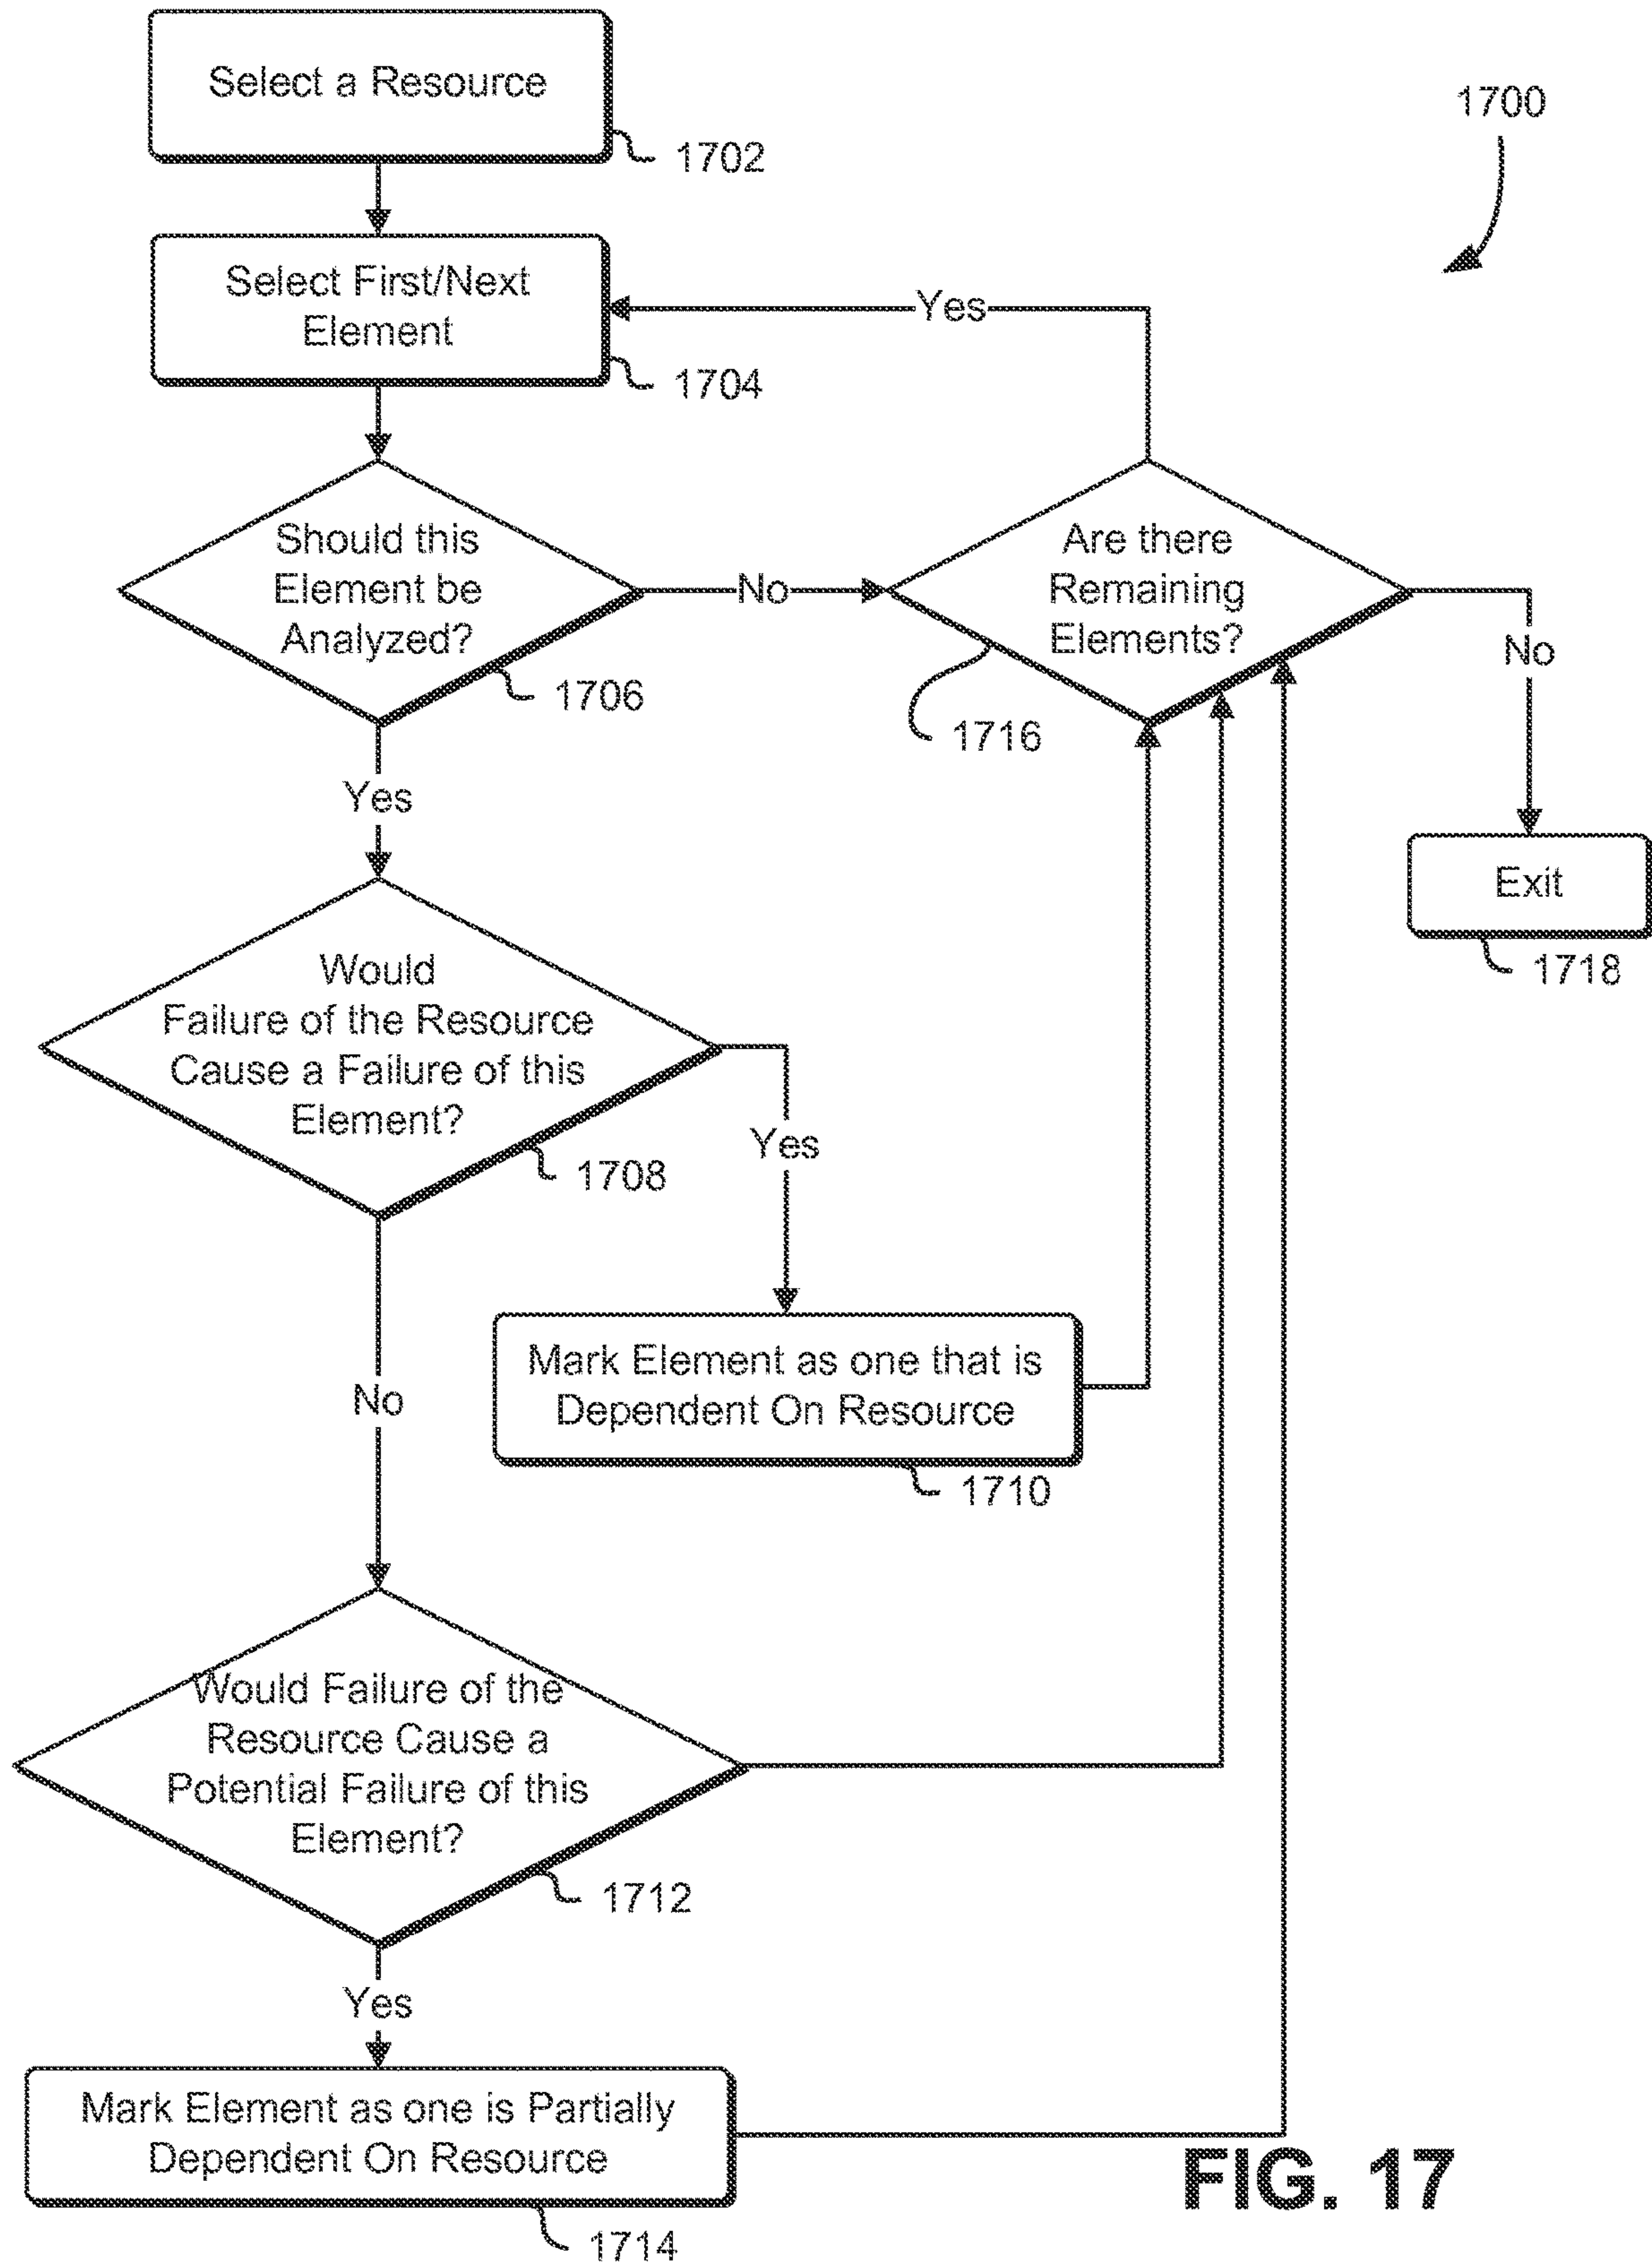 Select a Resource
1702
1700
Select First/Next
Element
1704
Yes
Should this
Element be
Analyzed?
1706
No
Are there
Remaining
Elements?
1716
No
Yes
Exit
1718
Would
Failure of the Resource
Cause a Failure of this
Element?
1708
Yes
No
Mark Element as one that is
Dependent On Resource
1710
Would Failure of the
Resource Cause a
Potential Failure of this
Element?
1712
Yes
Mark Element as one is Partially
Dependent On Resource
1714
FIG. 17